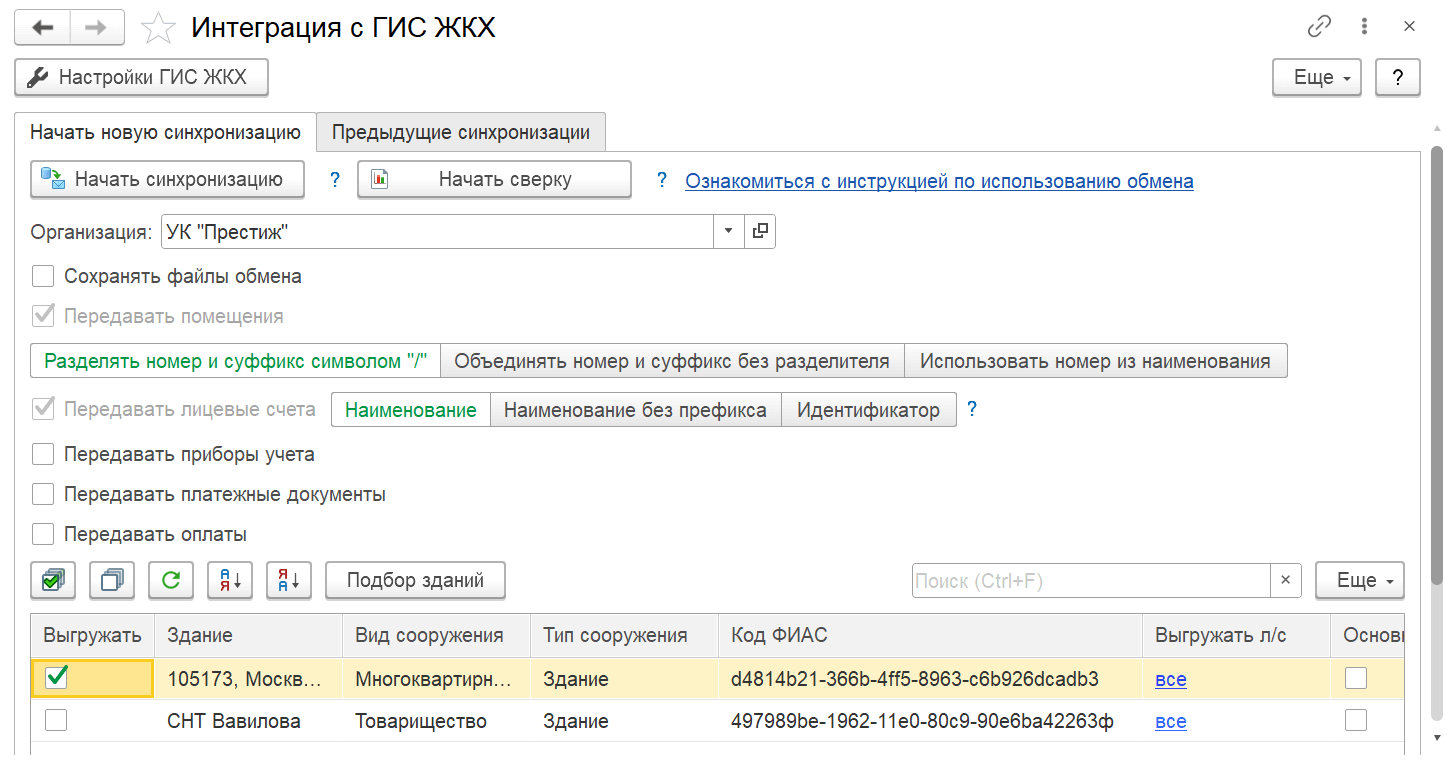 Интеграция с ГИС ЖКХ
Настройки ГИС ЖКХ Еще ?
Начать новую синхронизацию Предыдущие синхронизации
Начать синхронизацию ? Начать сверку ? Ознакомиться с инструкцией по использованию обмена
Организация: УК "Престиж"
Сохранять файлы обмена
Передавать помещения
Разделять номер и суффикс символом "/" Объединять номер и суффикс без разделителя Использовать номер из наименования
Передавать лицевые счета Наименование Наименование без префикса Идентификатор ?
Передавать приборы учета
Передавать платежные документы
Передавать оплаты
А Я Я А Подбор зданий Поиск (Ctrl+F) × Еще
Выгружать Здание Вид сооружения Тип сооружения Код ФИАС Выгружать л/с Основн
105173, Москв... Многоквартирн... Здание d4814b21-366b-4ff5-8963-c6b926dcadb3 все
СНТ Вавилова Товарищество Здание 497989be-1962-11e0-80c9-90e6ba42263ф все